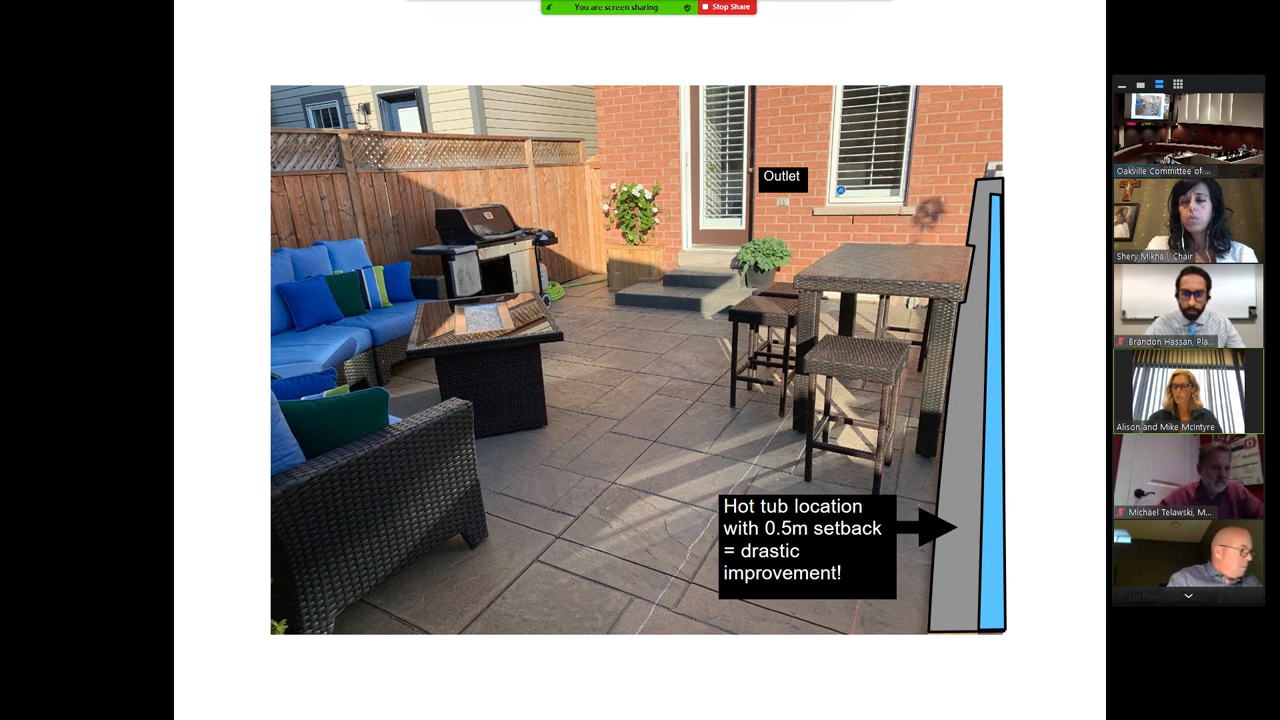 You are screen sharing
Stop Share
Outlet
Hot tub location
with 0.5m setback
= drastic
improvement!
Oakville Committee of ...
Shery Mikhail, Chair
Brandon Hassan, Pla...
Alison and Mike McIntyre
Michael Telawski, M...